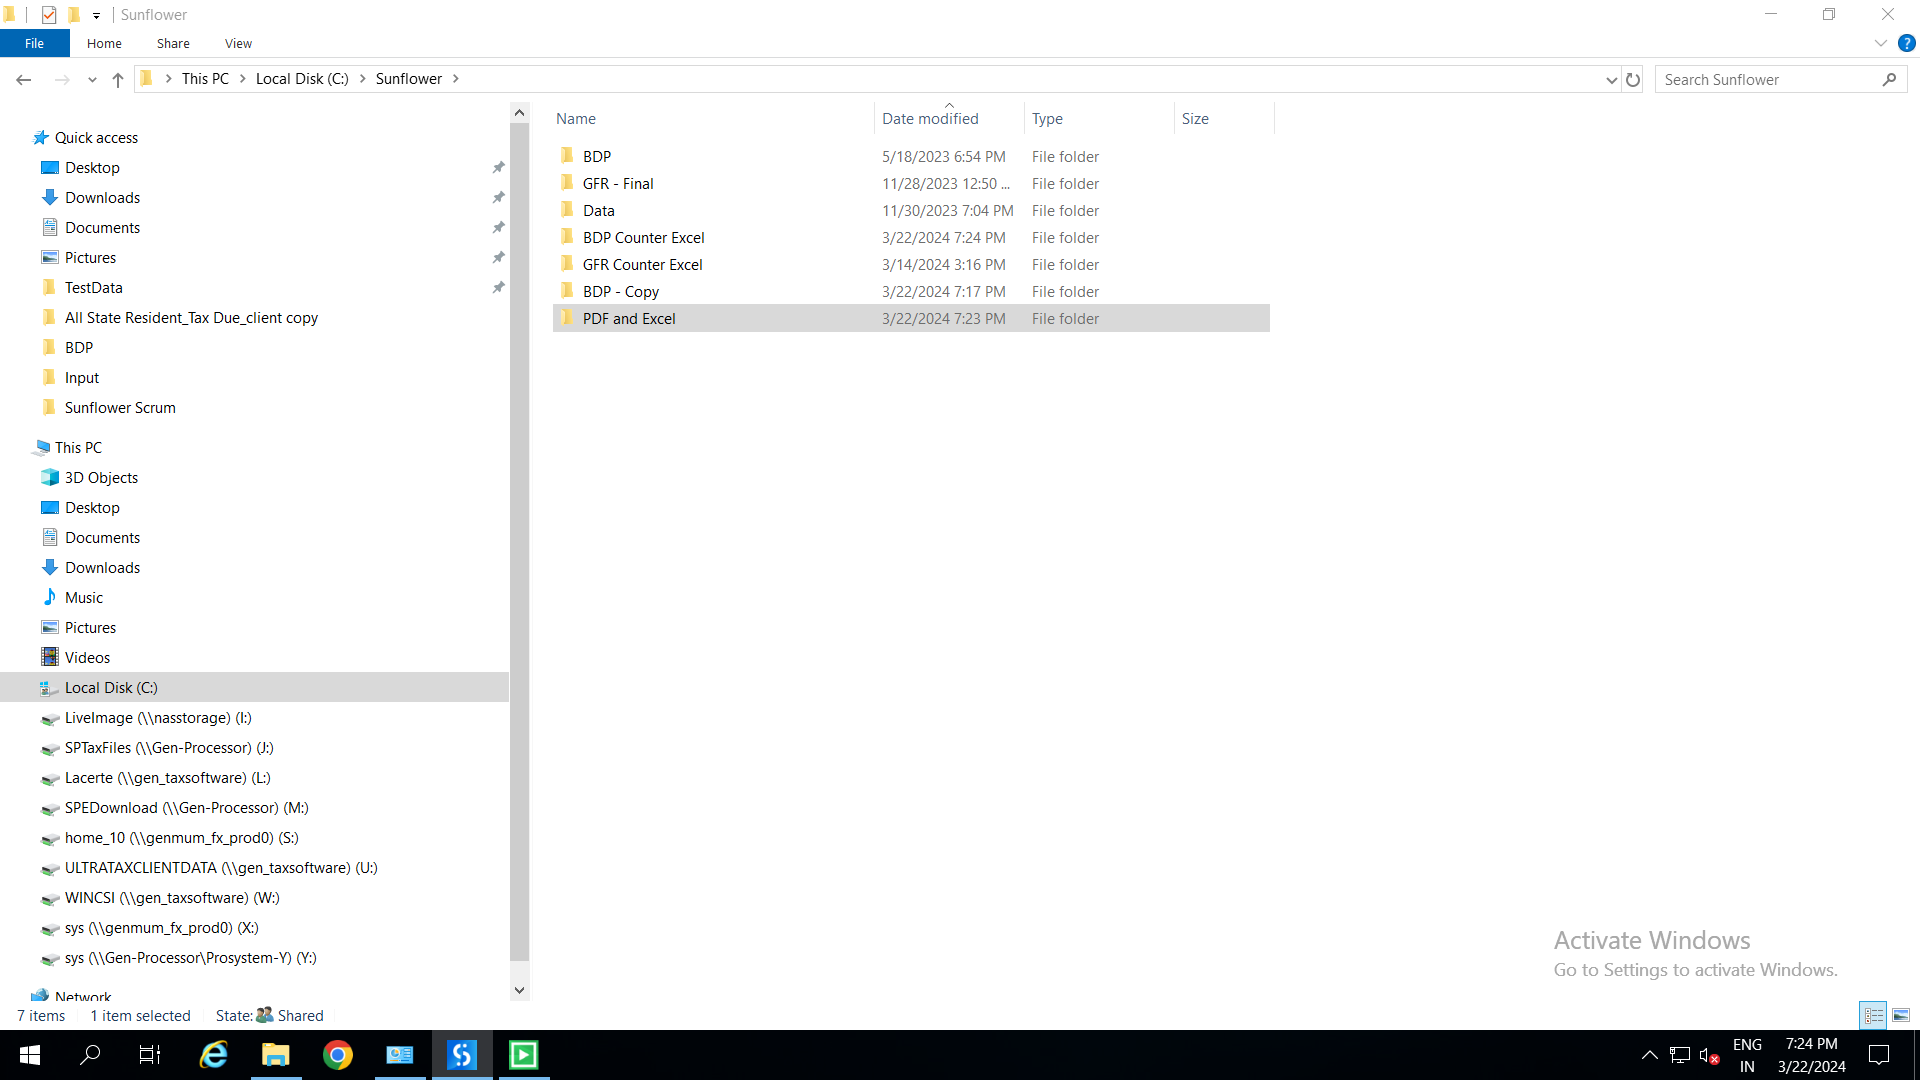 Sunflower
File Home Share View
This PC Local Disk (C:) Sunflower
Search Sunflower
Name Date modified Type Size
BDP 5/18/2023 6:54 PM File folder
GFR - Final 11/28/2023 12:50 ... File folder
Data 11/30/2023 7:04 PM File folder
BDP Counter Excel 3/22/2024 7:24 PM File folder
GFR Counter Excel 3/14/2024 3:16 PM File folder
BDP - Copy 3/22/2024 7:17 PM File folder
PDF and Excel 3/22/2024 7:23 PM File folder
Quick access
Desktop
Downloads
Documents
Pictures
TestData
All State Resident_Tax Due_client copy
BDP
Input
Sunflower Scrum
This PC
3D Objects
Desktop
Documents
Downloads
Music
Pictures
Videos
Local Disk (C:)
LiveImage (\\nasstorage) (I:)
SPTaxFiles (\\Gen-Processor) (J:)
Lacerte (\\gen_taxsoftware) (L:)
SPEDownload (\\Gen-Processor) (M:)
home_10 (\\genmum_fx_prod0) (S:)
ULTRATAXCLIENTDATA (\\gen_taxsoftware) (U:)
WINCSI (\\gen_taxsoftware) (W:)
sys (\\genmum_fx_prod0) (X:)
sys (\\Gen-Processor\Prosystem-Y) (Y:)
Network
Activate Windows
Go to Settings to activate Windows.
7 items 1 item selected State: Shared
ENG
IN
7:24 PM
3/22/2024